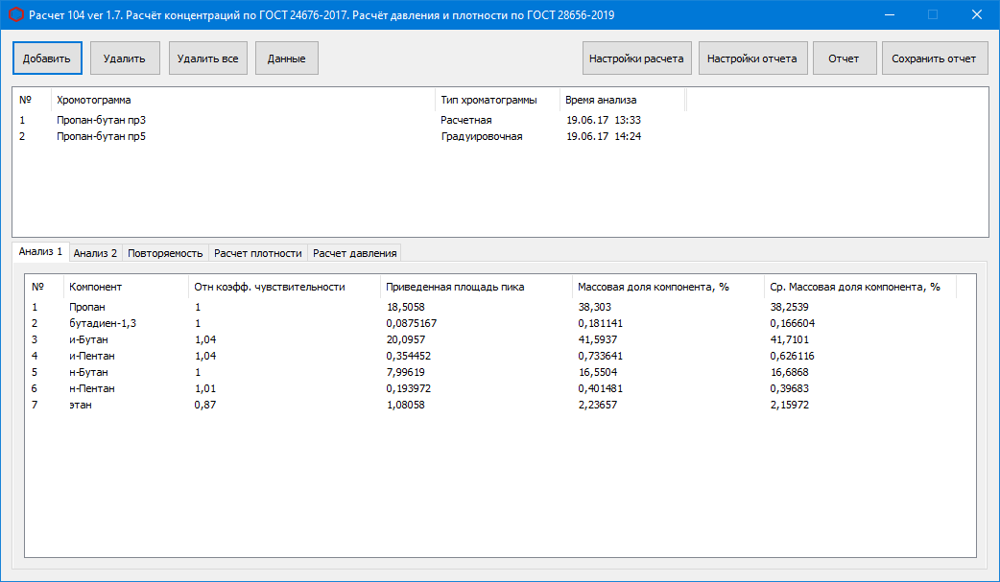 Расчет 104 ver 1.7. Расчёт концентраций по ГОСТ 24676-2017. Расчёт давления и плотности по ГОСТ 28656-2019
Добавить Удалить Удалить все Данные Настройки расчета Настройки отчета Отчет Сохранить отчет
№ Хромотограмма Тип хроматограммы Время анализа
1 Пропан-бутан пр3 Расчетная 19.06.17 13:33
2 Пропан-бутан пр5 Градуировочная 19.06.17 14:24
Анализ 1 Анализ 2 Повторяемость Расчет плотности Расчет давления
№ Компонент Отн коэфф. чувствительности Приведенная площадь пика Массовая доля компонента, % Ср. Массовая доля компонента, %
1 Пропан 1 18,5058 38,303 38,2539
2 бутадиен-1,3 1 0,0875167 0,181141 0,166604
3 и-Бутан 1,04 20,0957 41,5937 41,7101
4 и-Пентан 1,04 0,354452 0,733641 0,626116
5 н-Бутан 1 7,99619 16,5504 16,6868
6 н-Пентан 1,01 0,193972 0,401481 0,39683
7 этан 0,87 1,08058 2,23657 2,15972